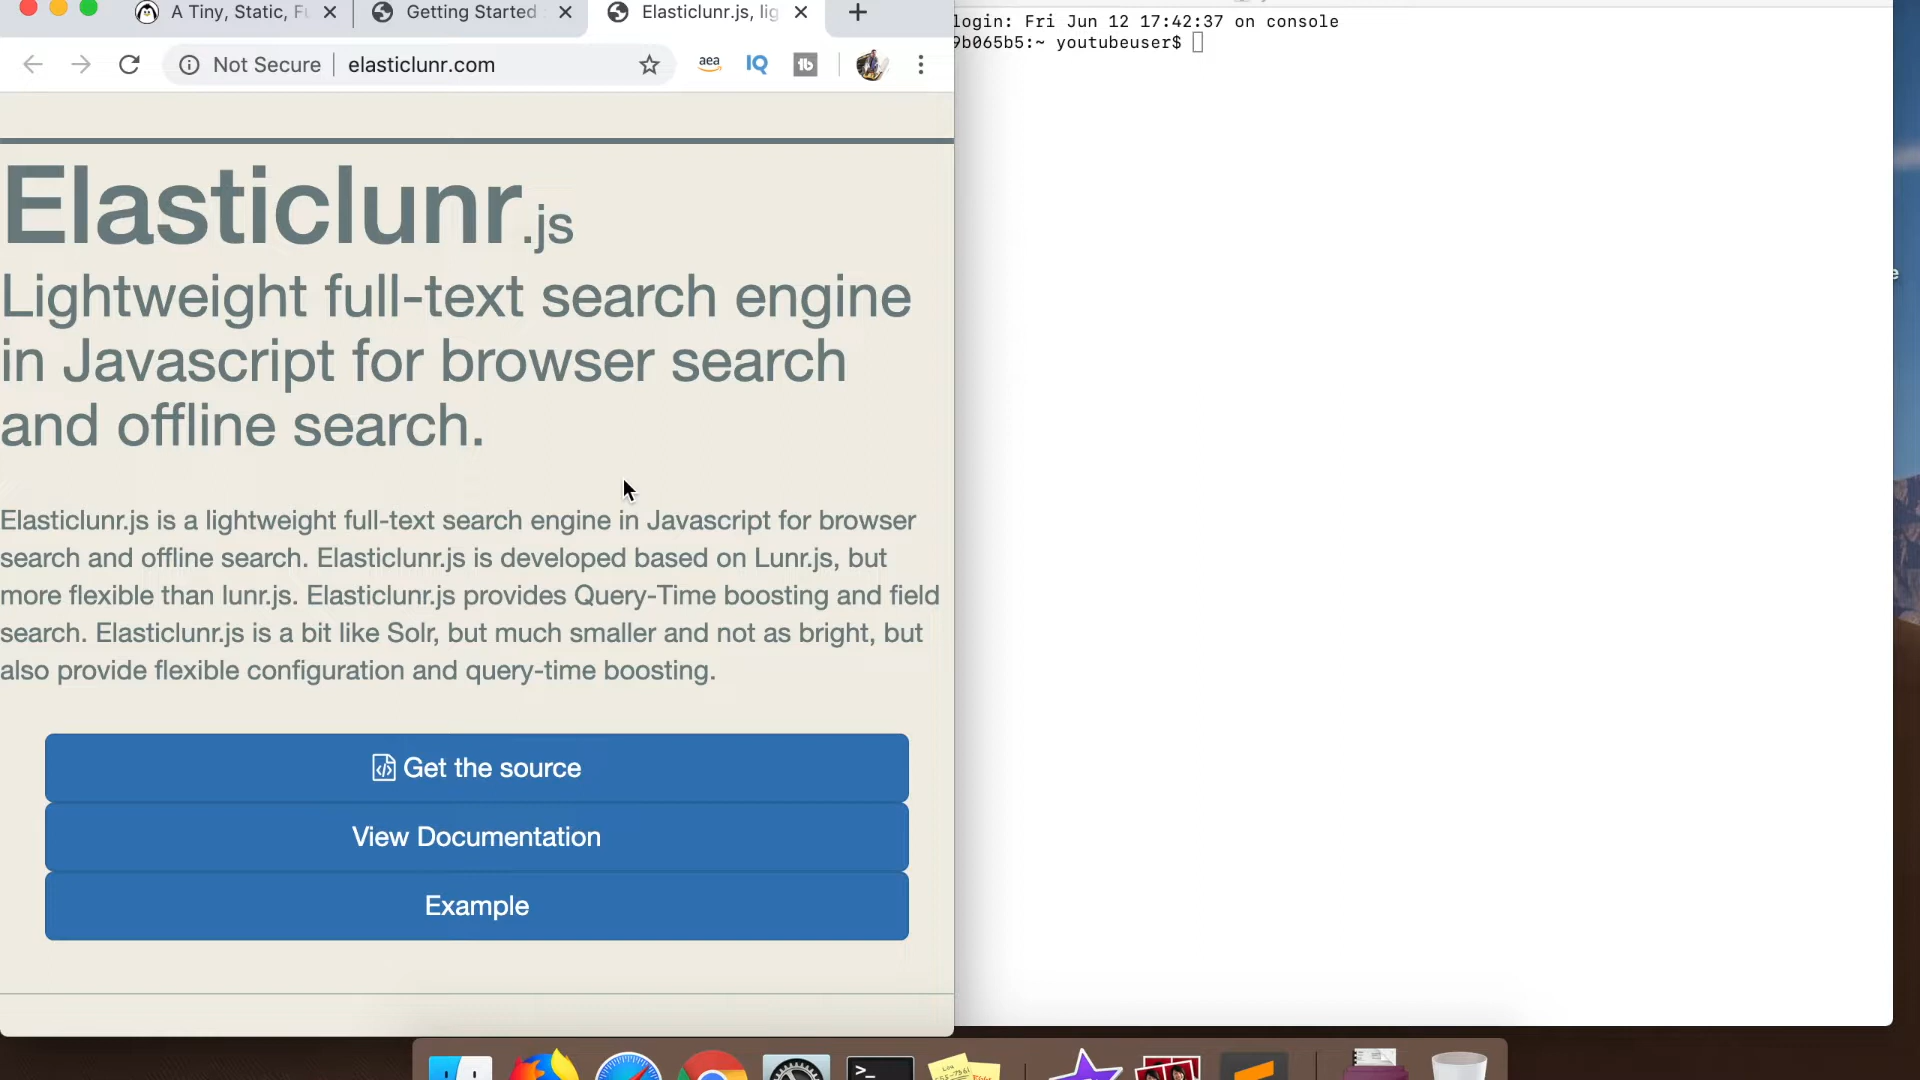 A Tiny, Static, Fu
Getting Started
Elasticlunr.js, lig
Not Secure
elasticlunr.com
aea
IQ
tb
login: Fri Jun 12 17:42:37 on console
9b065b5:~ youtubeuser$
Elasticlunr.js
Lightweight full-text search engine
in Javascript for browser search
and offline search.
Elasticlunr.js is a lightweight full-text search engine in Javascript for browser
search and offline search. Elasticlunr.js is developed based on Lunr.js, but
more flexible than lunr.js. Elasticlunr.js provides Query-Time boosting and field
search. Elasticlunr.js is a bit like Solr, but much smaller and not as bright, but
also provide flexible configuration and query-time boosting.
Get the source
View Documentation
Example